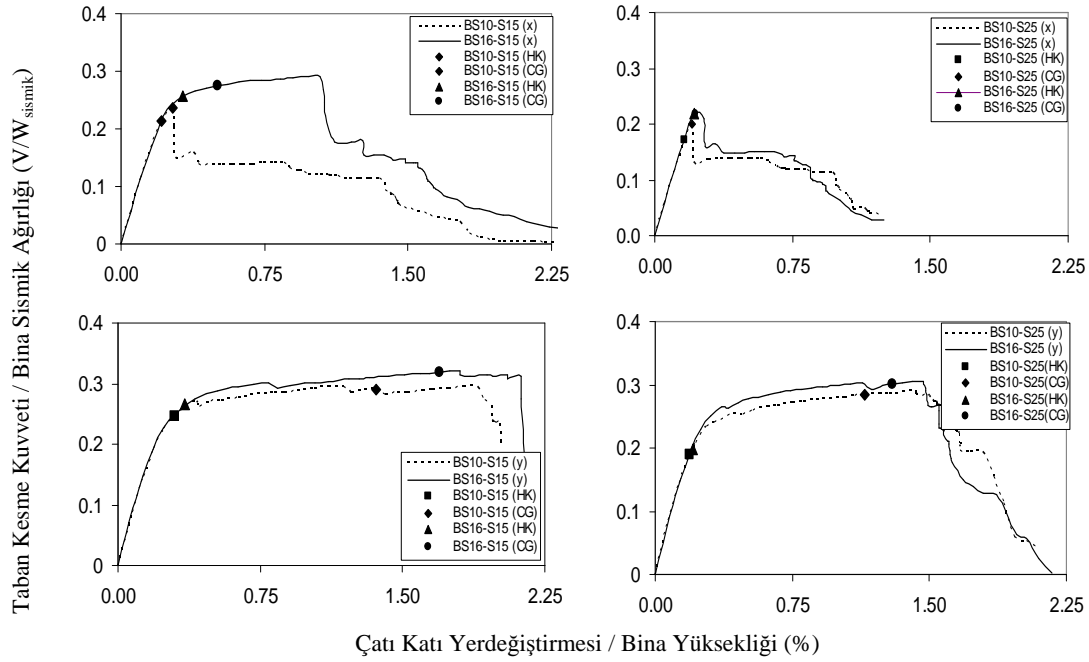 Taban Kesme Kuvveti / Bina Sismik Ağırlığı (V/Wsismik)
0.4
0.3
0.2
0.1
0
0.00
0.75
1.50
2.25
BS10-S15 (x)
BS16-S15 (x)
BS10-S15 (HK)
BS10-S15 (CG)
BS16-S15 (HK)
BS16-S15 (CG)
0.4
0.3
0.2
0.1
0.0
0.00
0.75
1.50
2.25
BS10-S25 (x)
BS16-S25 (x)
BS10-S25 (HK)
BS10-S25 (CG)
BS16-S25 (HK)
BS16-S25 (CG)
0.4
0.3
0.2
0.1
0
0.00
0.75
1.50
2.25
BS10-S15 (y)
BS16-S15 (y)
BS10-S15 (HK)
BS10-S15 (CG)
BS16-S15 (HK)
BS16-S15 (CG)
0.4
0.3
0.2
0.1
0
0.00
0.75
1.50
2.25
BS10-S25 (y)
BS16-S25 (y)
BS10-S25(HK)
BS10-S25(CG)
BS16-S25(HK)
BS16-S25(CG)
Çatı Katı Yerdeğiştirmesi / Bina Yüksekliği (%)